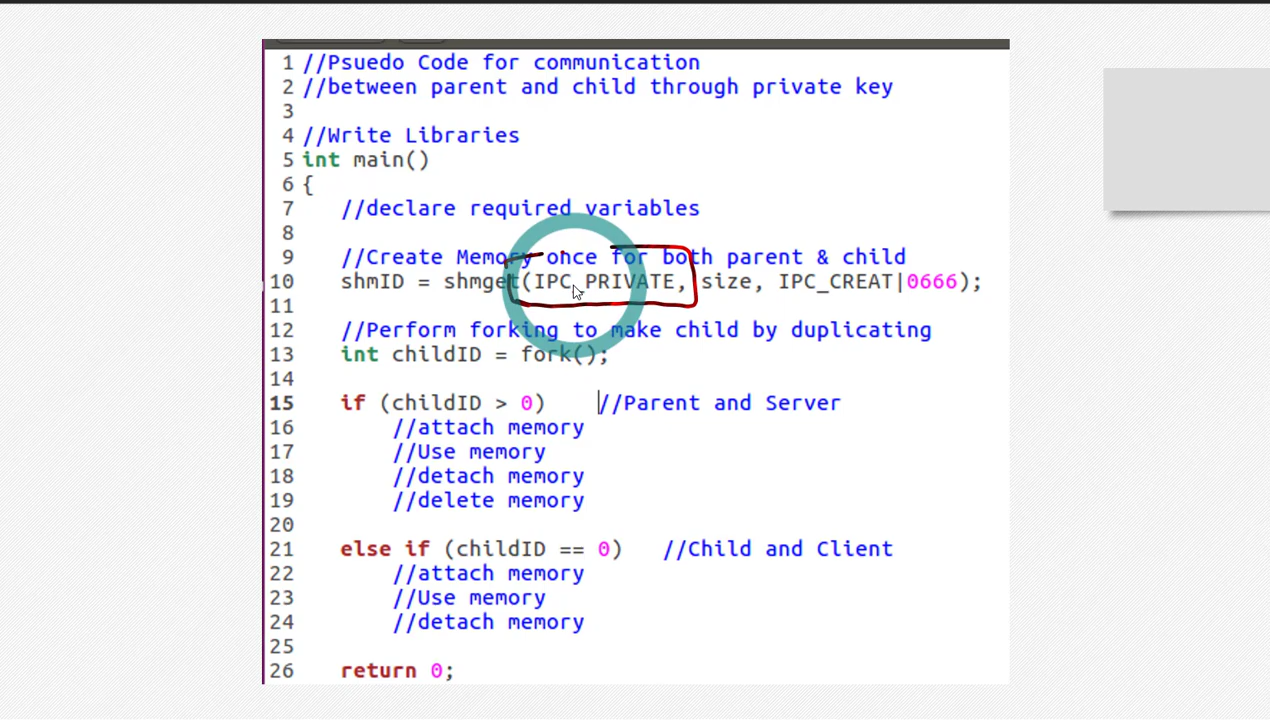 1 //Psuedo Code for communication
2 //between parent and child through private key
3
4 //Write Libraries
5 int main()
6 {
7 //declare required variables
8
9 //Create Memory once for both parent & child
10 shmID = shmget(IPC_PRIVATE, size, IPC_CREAT|0666);
11
12 //Perform forking to make child by duplicating
13 int childID = fork();
14
15 if (childID > 0) //Parent and Server
16 //attach memory
17 //Use memory
18 //detach memory
19 //delete memory
20
21 else if (childID == 0) //Child and Client
22 //attach memory
23 //Use memory
24 //detach memory
25
26 return 0;